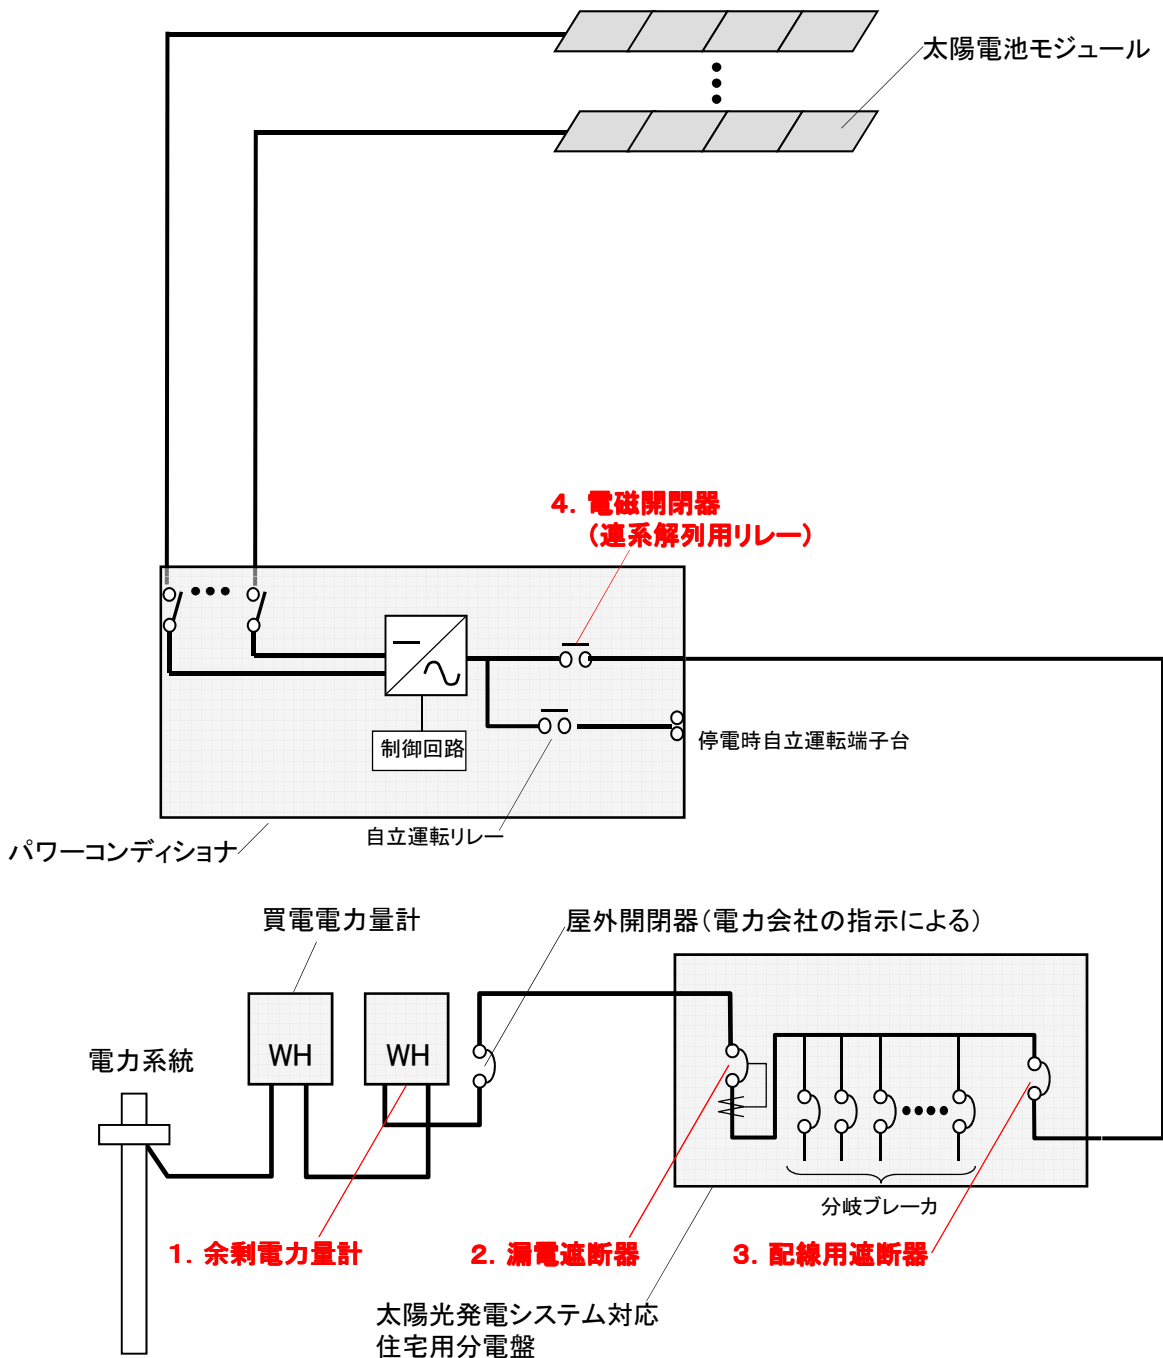 太陽電池モジュール
4. 電磁開閉器
（連系解列用リレー）
制御回路
停電時自立運転端子台
自立運転リレー
パワーコンディショナ
買電電力量計
屋外開閉器（電力会社の指示による）
WH
WH
電力系統
分岐ブレーカ
1. 余剰電力量計
2. 漏電遮断器
3. 配線用遮断器
太陽光発電システム対応
住宅用分電盤